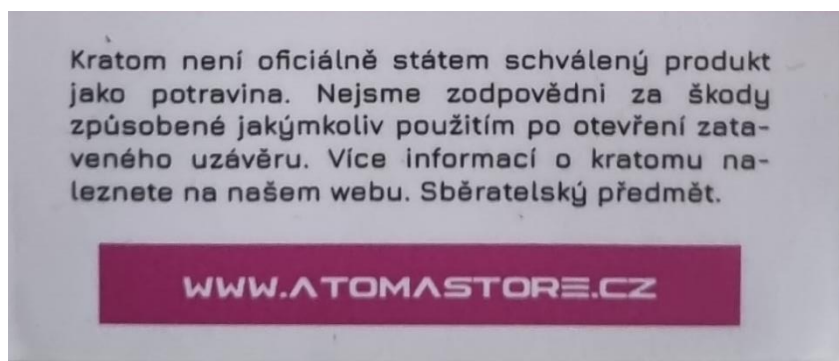 Kratom není oficiálně státem schválený produkt
jako potravina. Nejsme zodpovědni za škody
způsobené jakýmkoliv použitím po otevření zata-
veného uzávěru. Více informací o kratomu na-
leznete na našem webu. Sběratelský předmět.
WWW.ATOMASTORE.CZ